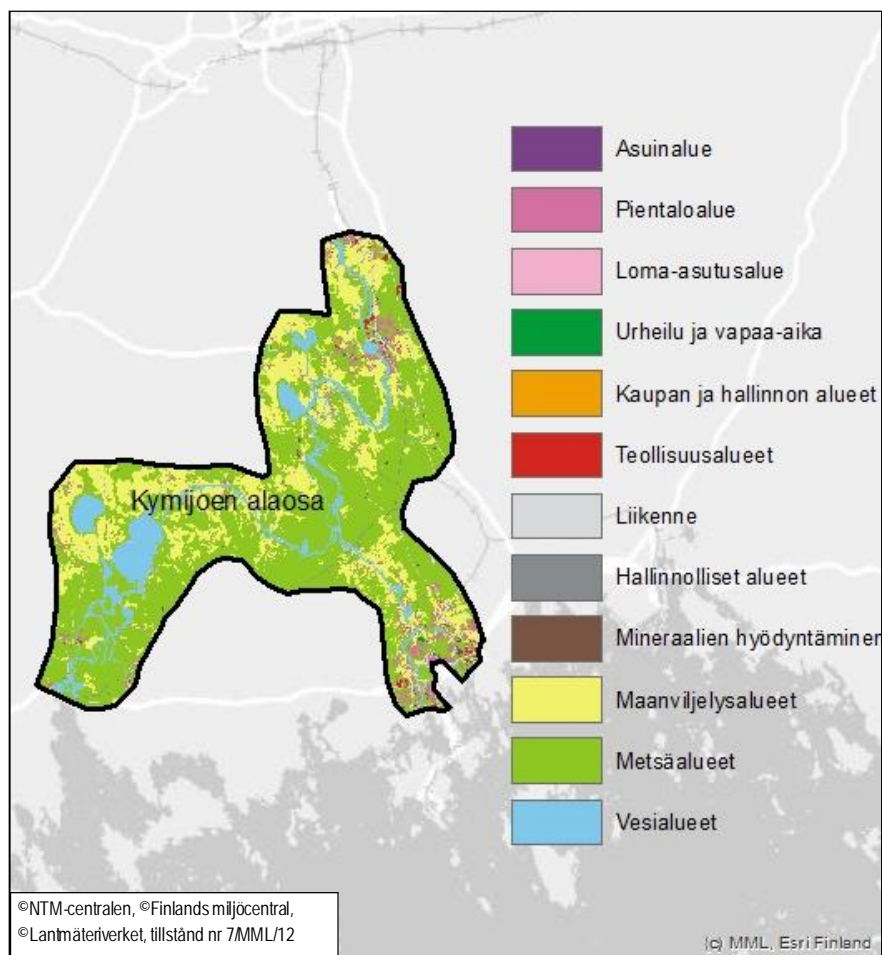 Asuinalue
Pientaloalue
Loma-asutusalue
Urheilu ja vapaa-aika
Kaupan ja hallinnon alueet
Teollisuusalueet
Liikenne
Hallinnolliset alueet
Mineraalien hyödyntäminen
Maanviljelysalueet
Metsäalueet
Vesialueet
Kymijoen alaosa
©NTM-centralen, ©Finlands miljöcentral,
©Lantmäteriverket, tillstånd nr 7/MML/12
(c) MML, Esri Finland